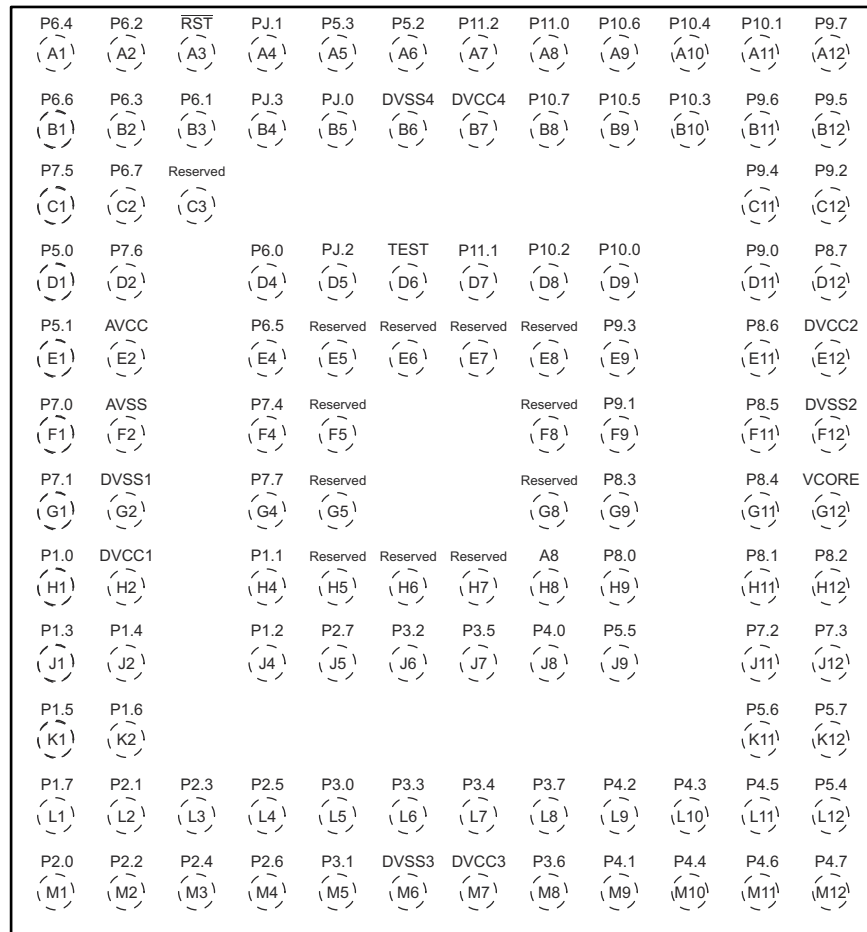 P6.4 P6.2 RST PJ.1 P5.3 P5.2 P11.2 P11.0 P10.6 P10.4 P10.1 P9.7
A1 A2 A3 A4 A5 A6 A7 A8 A9 A10 A11 A12
P6.6 P6.3 P6.1 PJ.3 PJ.0 DVSS4 DVCC4 P10.7 P10.5 P10.3 P9.6 P9.5
B1 B2 B3 B4 B5 B6 B7 B8 B9 B10 B11 B12
P7.5 P6.7 Reserved P9.4 P9.2
C1 C2 C3 C11 C12
P5.0 P7.6 P6.0 PJ.2 TEST P11.1 P10.2 P10.0 P9.0 P8.7
D1 D2 D4 D5 D6 D7 D8 D9 D11 D12
P5.1 AVCC P6.5 Reserved Reserved Reserved Reserved P9.3 P8.6 DVCC2
E1 E2 E4 E5 E6 E7 E8 E9 E11 E12
P7.0 AVSS P7.4 Reserved Reserved P9.1 P8.5 DVSS2
F1 F2 F4 F5 F8 F9 F11 F12
P7.1 DVSS1 P7.7 Reserved Reserved P8.3 P8.4 VCORE
G1 G2 G4 G5 G8 G9 G11 G12
P1.0 DVCC1 P1.1 Reserved Reserved Reserved A8 P8.0 P8.1 P8.2
H1 H2 H4 H5 H6 H7 H8 H9 H11 H12
P1.3 P1.4 P1.2 P2.7 P3.2 P3.5 P4.0 P5.5 P7.2 P7.3
J1 J2 J4 J5 J6 J7 J8 J9 J11 J12
P1.5 P1.6 P5.6 P5.7
K1 K2 K11 K12
P1.7 P2.1 P2.3 P2.5 P3.0 P3.3 P3.4 P3.7 P4.2 P4.3 P4.5 P5.4
L1 L2 L3 L4 L5 L6 L7 L8 L9 L10 L11 L12
P2.0 P2.2 P2.4 P2.6 P3.1 DVSS3 DVCC3 P3.6 P4.1 P4.4 P4.6 P4.7
M1 M2 M3 M4 M5 M6 M7 M8 M9 M10 M11 M12